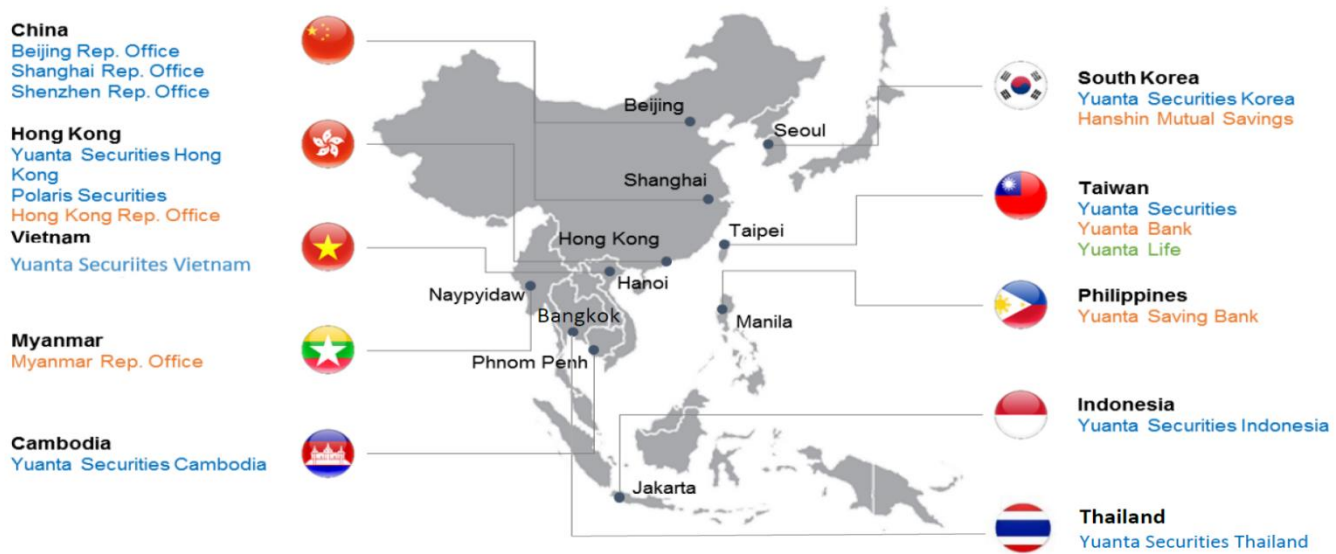 China
Beijing Rep. Office
Shanghai Rep. Office
Shenzhen Rep. Office
Hong Kong
Yuanta Securities Hong
Kong
Polaris Securities
Hong Kong Rep. Office
Vietnam
Yuanta Securiites Vietnam
Myanmar
Myanmar Rep. Office
Cambodia
Yuanta Securities Cambodia
Beijing
Seoul
Shanghai
Taipei
Hong Kong
Hanoi
Naypyidaw
Bangkok
Manila
Phnom Penh
Jakarta
South Korea
Yuanta Securities Korea
Hanshin Mutual Savings
Taiwan
Yuanta Securities
Yuanta Bank
Yuanta Life
Philippines
Yuanta Saving Bank
Indonesia
Yuanta Securities Indonesia
Thailand
Yuanta Securities Thailand